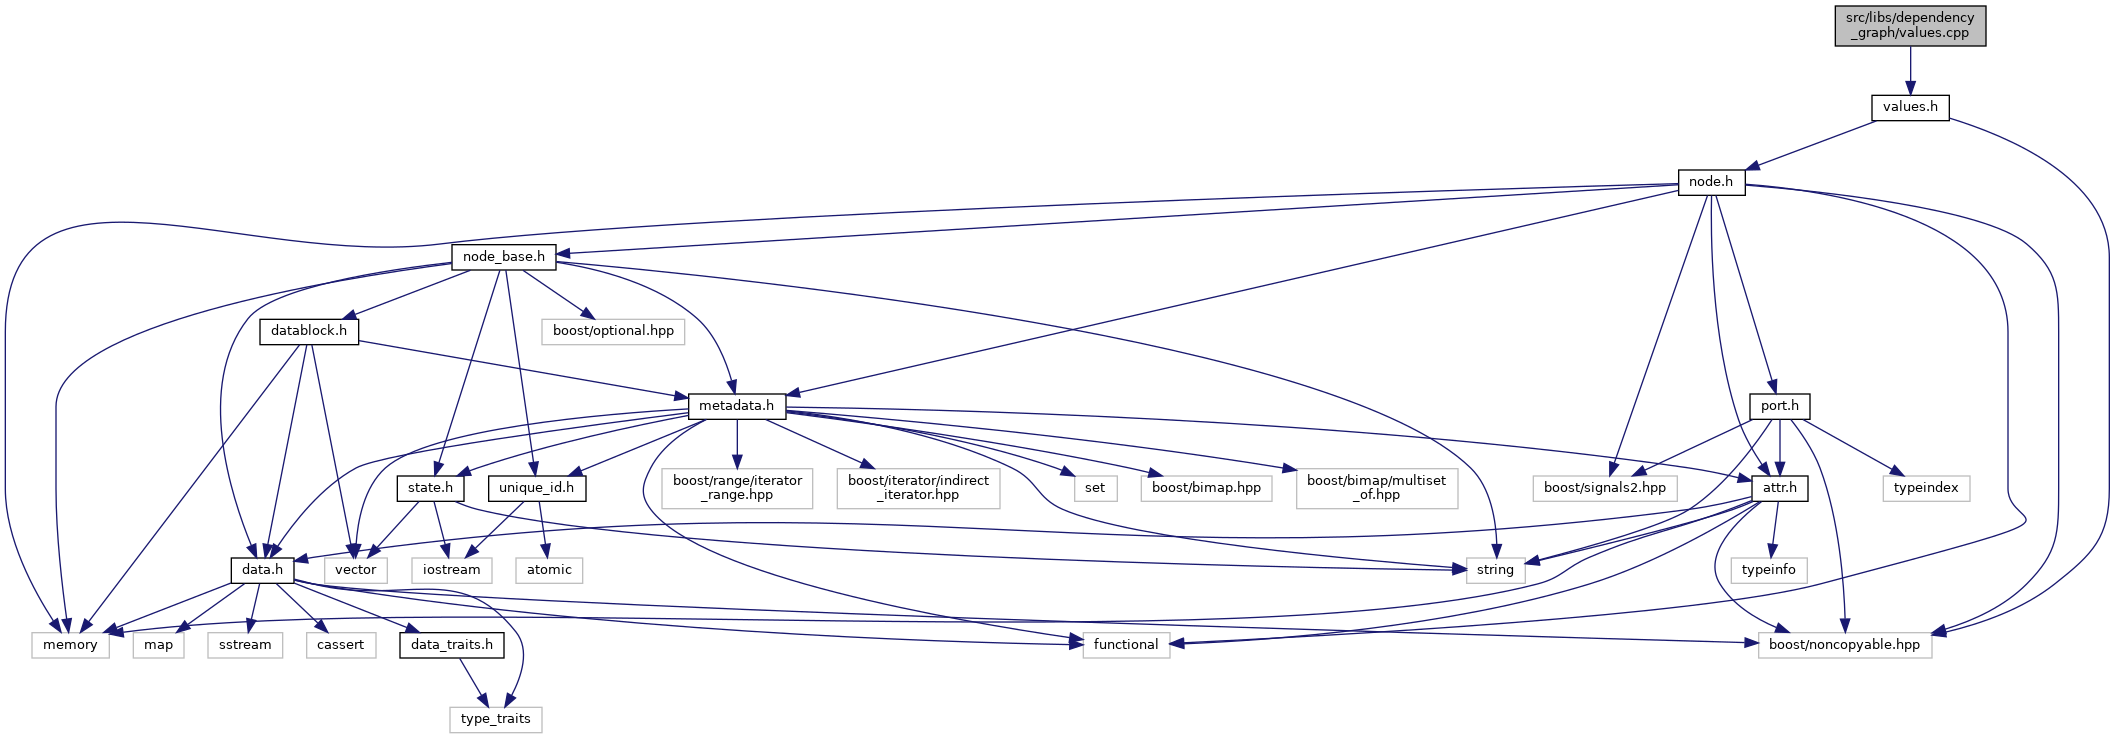 src/libs/dependency
_graph/values.cpp
values.h
node.h
node_base.h
datablock.h
boost/optional.hpp
metadata.h
port.h
state.h
unique_id.h
boost/range/iterator
_range.hpp
boost/iterator/indirect
_iterator.hpp
set
boost/bimap.hpp
boost/bimap/multiset
_of.hpp
boost/signals2.hpp
attr.h
typeindex
data.h
vector
iostream
atomic
string
typeinfo
memory
map
sstream
cassert
data_traits.h
functional
boost/noncopyable.hpp
type_traits